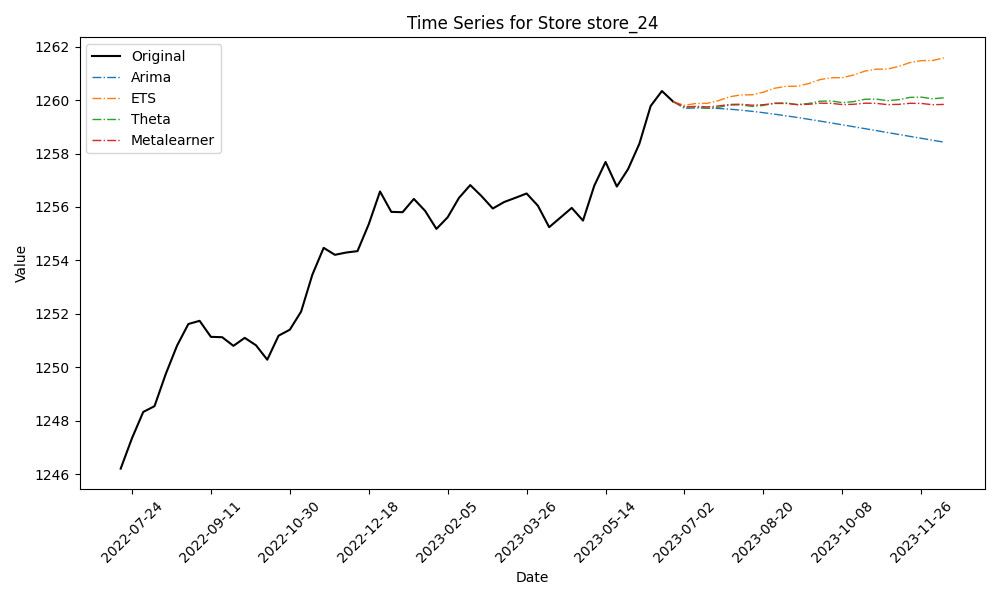 Time Series for Store store_24
Value
1262
1260
1258
1256
1254
1252
1250
1248
1246
Original
Arima
ETS
Theta
Metalearner
2022-07-24
2022-09-11
2022-10-30
2022-12-18
2023-02-05
2023-03-26
2023-05-14
2023-07-02
2023-08-20
2023-10-08
2023-11-26
Date